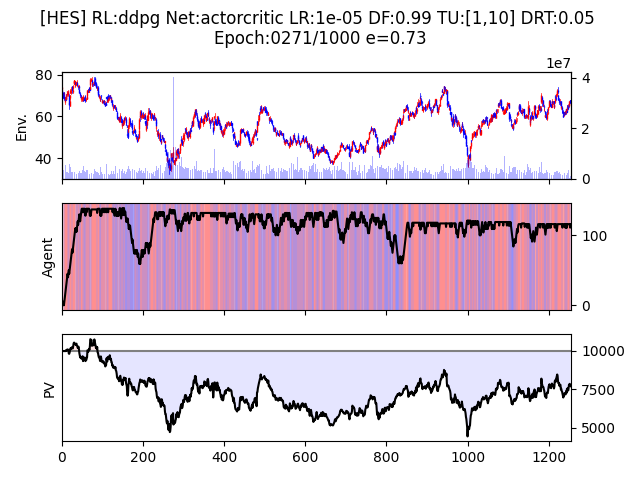 [HES] RL:ddpg Net:actorcritic LR:1e-05 DF:0.99 TU:[1,10] DRT:0.05
Epoch:0271/1000 e=0.73
1e7
80
60
40
Env.
4
2
0
Agent
100
0
PV
10000
7500
5000
0 200 400 600 800 1000 1200